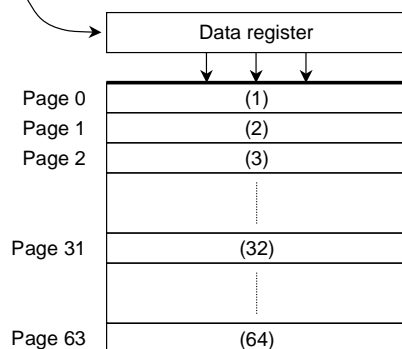 Data register
Page 0 (1)
Page 1 (2)
Page 2 (3)
Page 31 (32)
Page 63 (64)